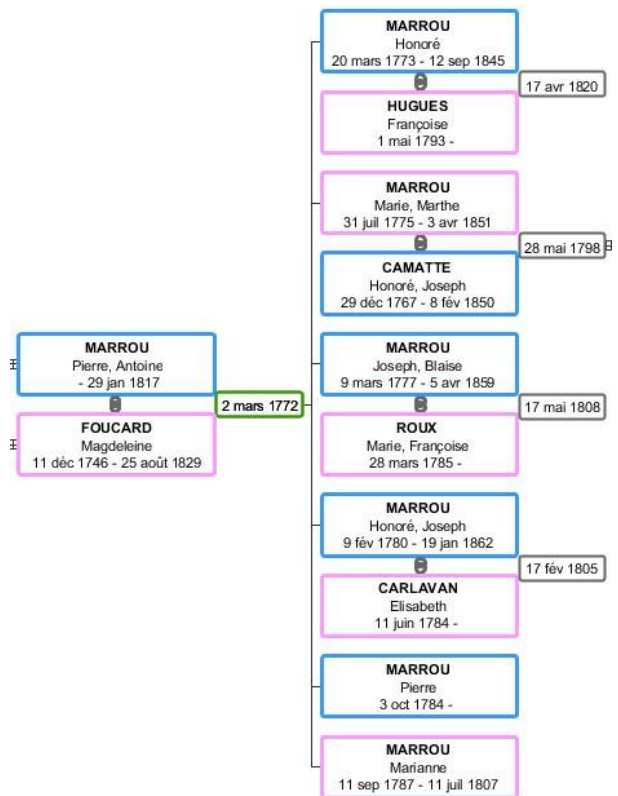 MARROU
Honoré
20 mars 1773 - 12 sep 1845
17 avr 1820
HUGUES
Françoise
1 mai 1793 -
MARROU
Marie, Marthe
31 juil 1775 - 3 avr 1851
28 mai 1798
CAMATTE
Honoré, Joseph
29 déc 1767 - 8 fév 1850
MARROU
Pierre, Antoine
- 29 jan 1817
2 mars 1772
FOUCARD
Magdeleine
11 déc 1746 - 25 août 1829
MARROU
Joseph, Blaise
9 mars 1777 - 5 avr 1859
17 mai 1808
ROUX
Marie, Françoise
28 mars 1785 -
MARROU
Honoré, Joseph
9 fév 1780 - 19 jan 1862
17 fév 1805
CARLAVAN
Elisabeth
11 juin 1784 -
MARROU
Pierre
3 oct 1784 -
MARROU
Marianne
11 sep 1787 - 11 juil 1807